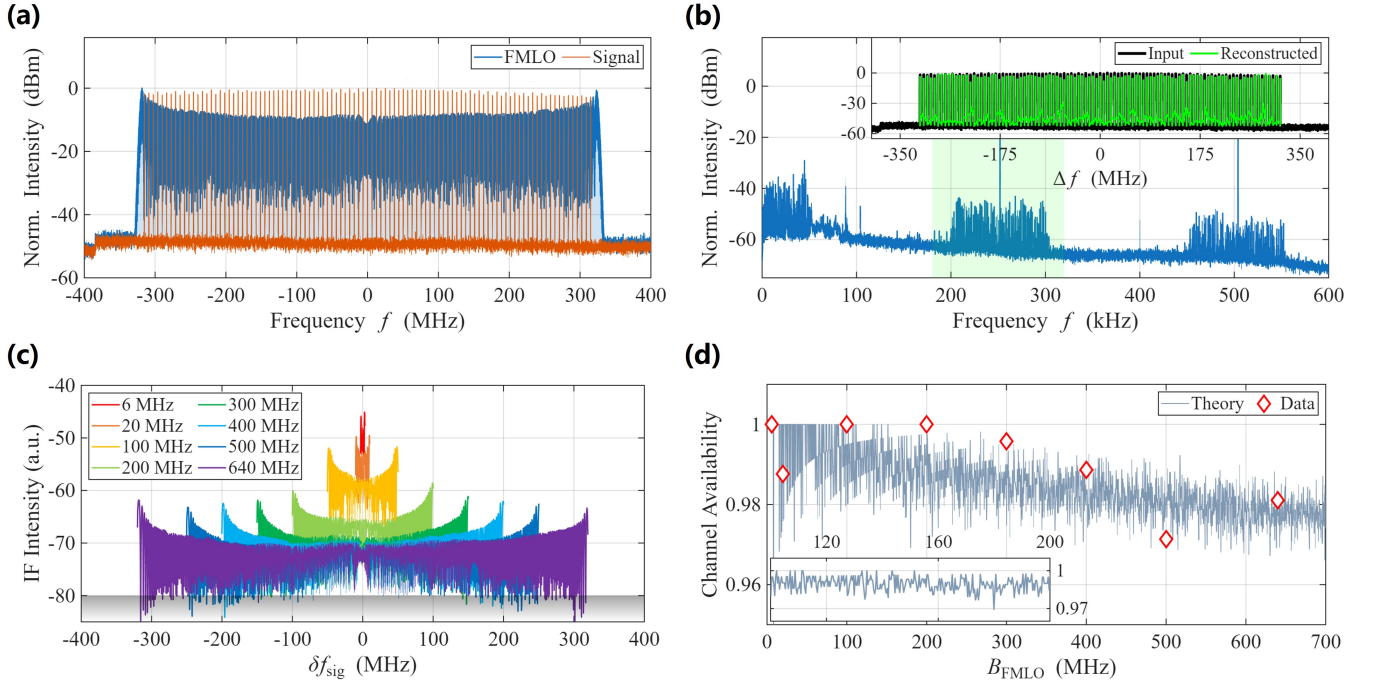 (a)
FMLO Signal
Norm. Intensity (dBm)
0
-20
-40
-60
-400 -300 -200 -100 0 100 200 300 400
Frequency f (MHz)
(b)
Input Reconstructed
0
-30
-60
-350 -175 0 175 350
Δf (MHz)
Norm. Intensity (dBm)
0
-20
-40
-60
0 100 200 300 400 500 600
Frequency f (kHz)
(c)
6 MHz 300 MHz
20 MHz 400 MHz
100 MHz 500 MHz
200 MHz 640 MHz
IF Intensity (a.u.)
-40
-50
-60
-70
-80
-400 -300 -200 -100 0 100 200 300 400
δfsig (MHz)
(d)
Theory Data
Channel Availability
1
0.98
0.96
120 160 200
1
0.97
0 100 200 300 400 500 600 700
BFMLO (MHz)